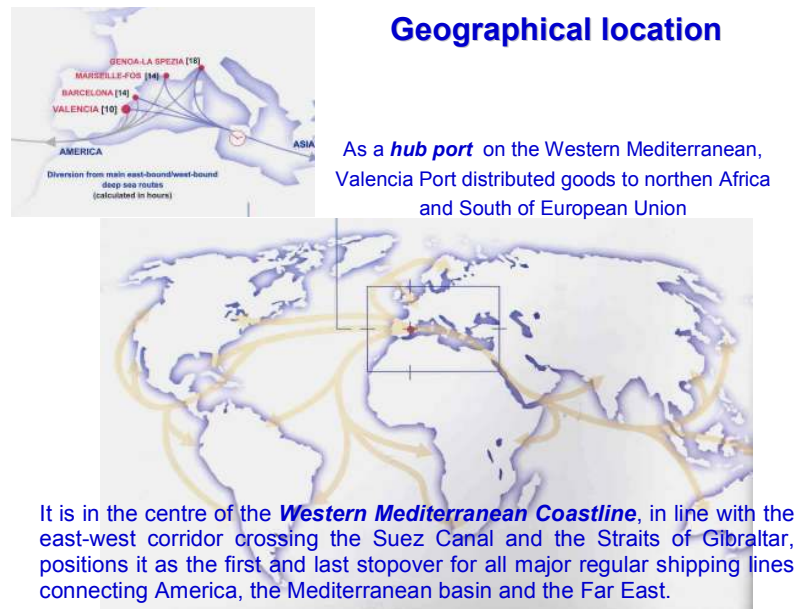 Geographical location
GENOA-LA SPEZIA [18]
MARSEILLE-FOS [14]
BARCELONA [14]
VALENCIA [10]
AMERICA
ASIA
Diversion from main east-bound/west-bound
deep sea routes
(calculated in hours)
As a hub port on the Western Mediterranean,
Valencia Port distributed goods to northen Africa
and South of European Union
It is in the centre of the Western Mediterranean Coastline, in line with the
east-west corridor crossing the Suez Canal and the Straits of Gibraltar,
positions it as the first and last stopover for all major regular shipping lines
connecting America, the Mediterranean basin and the Far East.